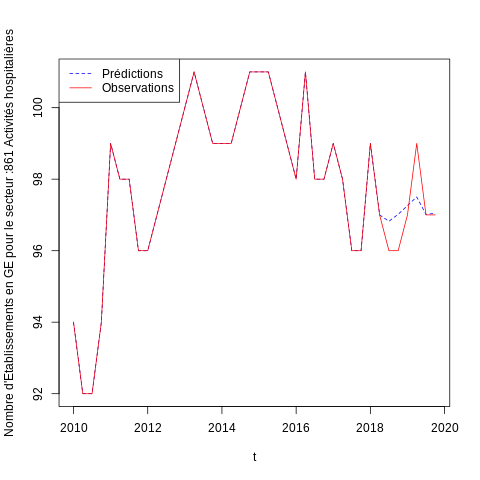 Nombre d'Etablissements en GE pour le secteur :861 Activités hospitalières
Prédictions
Observations
100
98
96
94
92
2010 2012 2014 2016 2018 2020
t